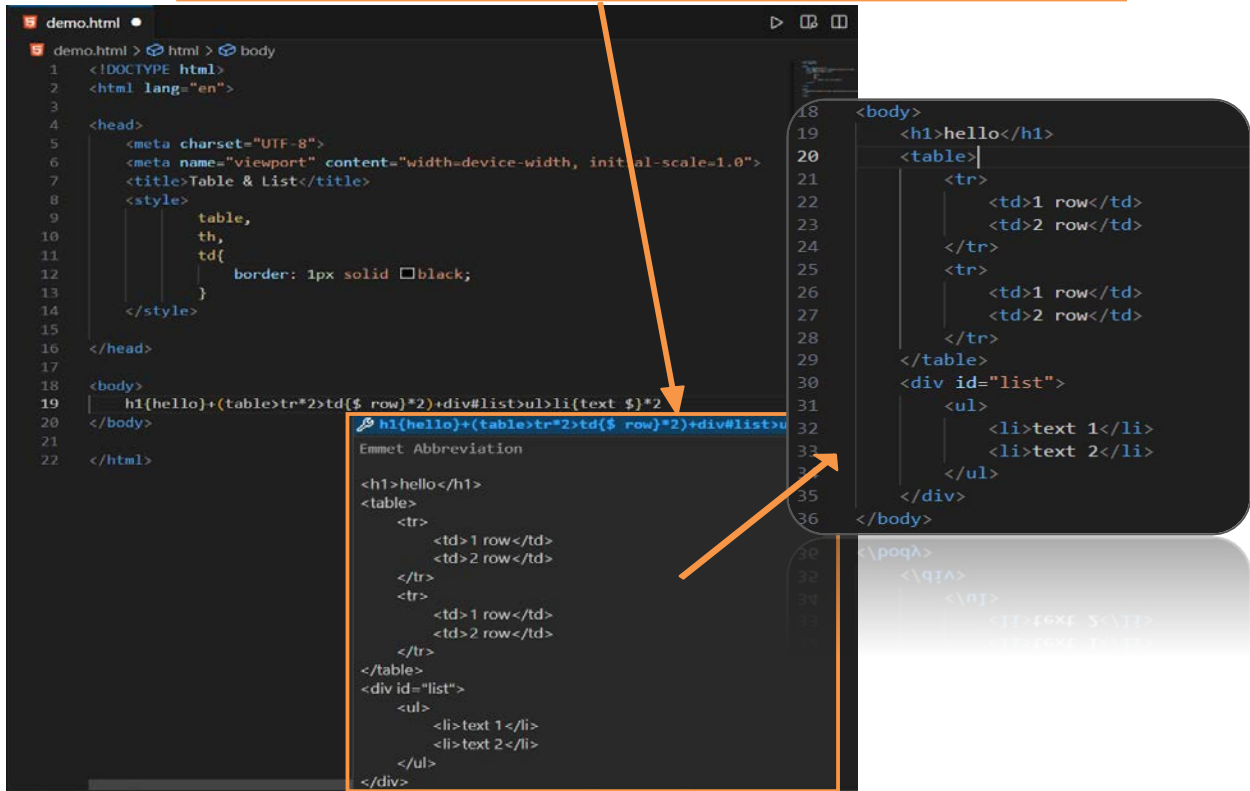 demo.html
demo.html > html > body
1 <!DOCTYPE html>
2 <html lang="en">
3
4 <head>
5 <meta charset="UTF-8">
6 <meta name="viewport" content="width=device-width, initial-scale=1.0">
7 <title>Table & List</title>
8 <style>
9 table,
10 th,
11 td{
12 border: 1px solid black;
13 }
14 </style>
15
16 </head>
17
18 <body>
19 h1{hello}+(table>tr*2>td{$ row}*2)+div#list>ul>li{text $}*2
20 </body>
21
22 </html>
h1{hello}+(table>tr*2>td{$ row}*2)+div#list>u
Emmet Abbreviation
<h1>hello</h1>
<table>
<tr>
<td>1 row</td>
<td>2 row</td>
</tr>
<tr>
<td>1 row</td>
<td>2 row</td>
</tr>
</table>
<div id="list">
<ul>
<li>text 1</li>
<li>text 2</li>
</ul>
</div>
18 <body>
19 <h1>hello</h1>
20 <table>
21 <tr>
22 <td>1 row</td>
23 <td>2 row</td>
24 </tr>
25 <tr>
26 <td>1 row</td>
27 <td>2 row</td>
28 </tr>
29 </table>
30 <div id="list">
31 <ul>
32 <li>text 1</li>
33 <li>text 2</li>
34 </ul>
35 </div>
36 </body>